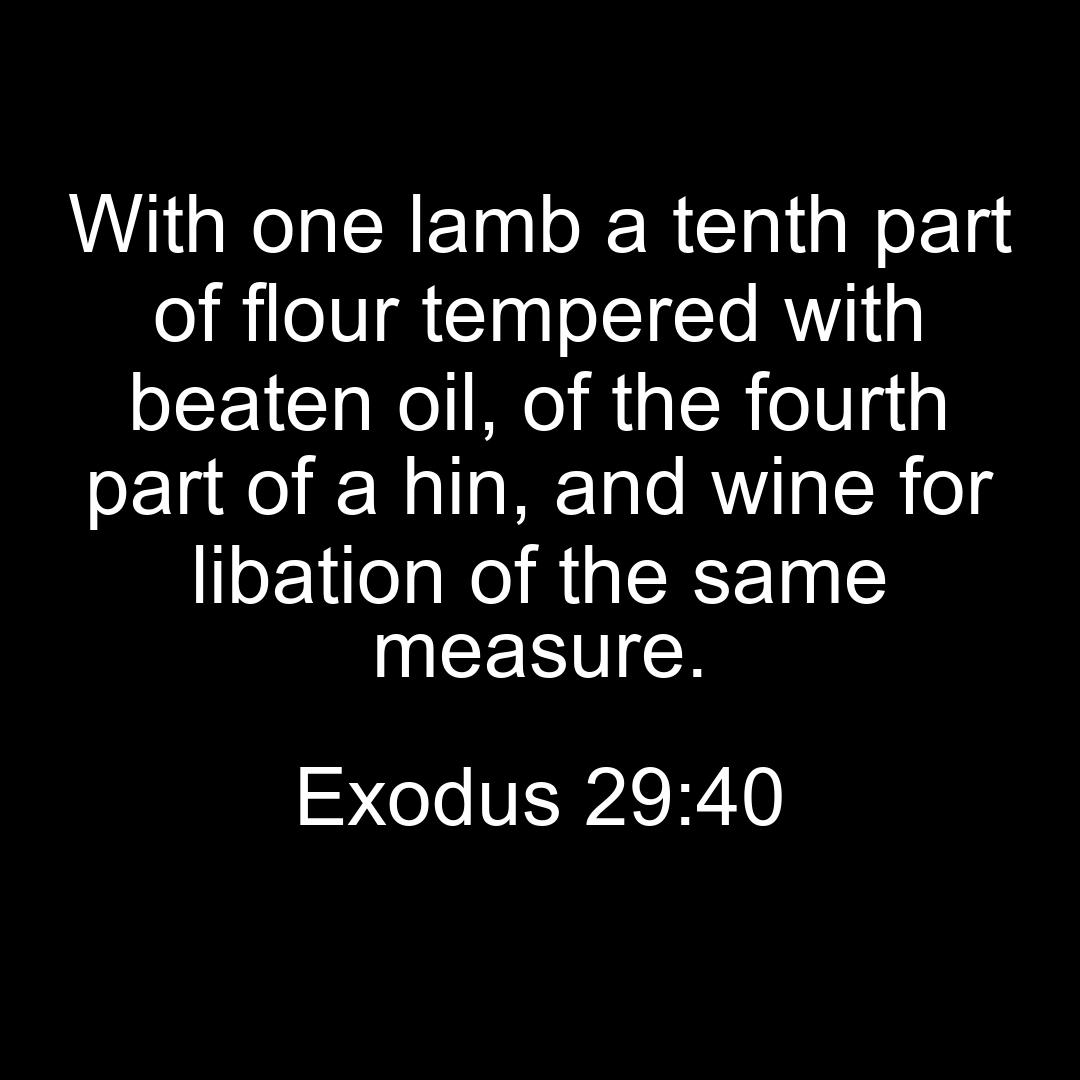 With one lamb a tenth part
of flour tempered with
beaten oil, of the fourth
part of a hin, and wine for
libation of the same
measure.
Exodus 29:40